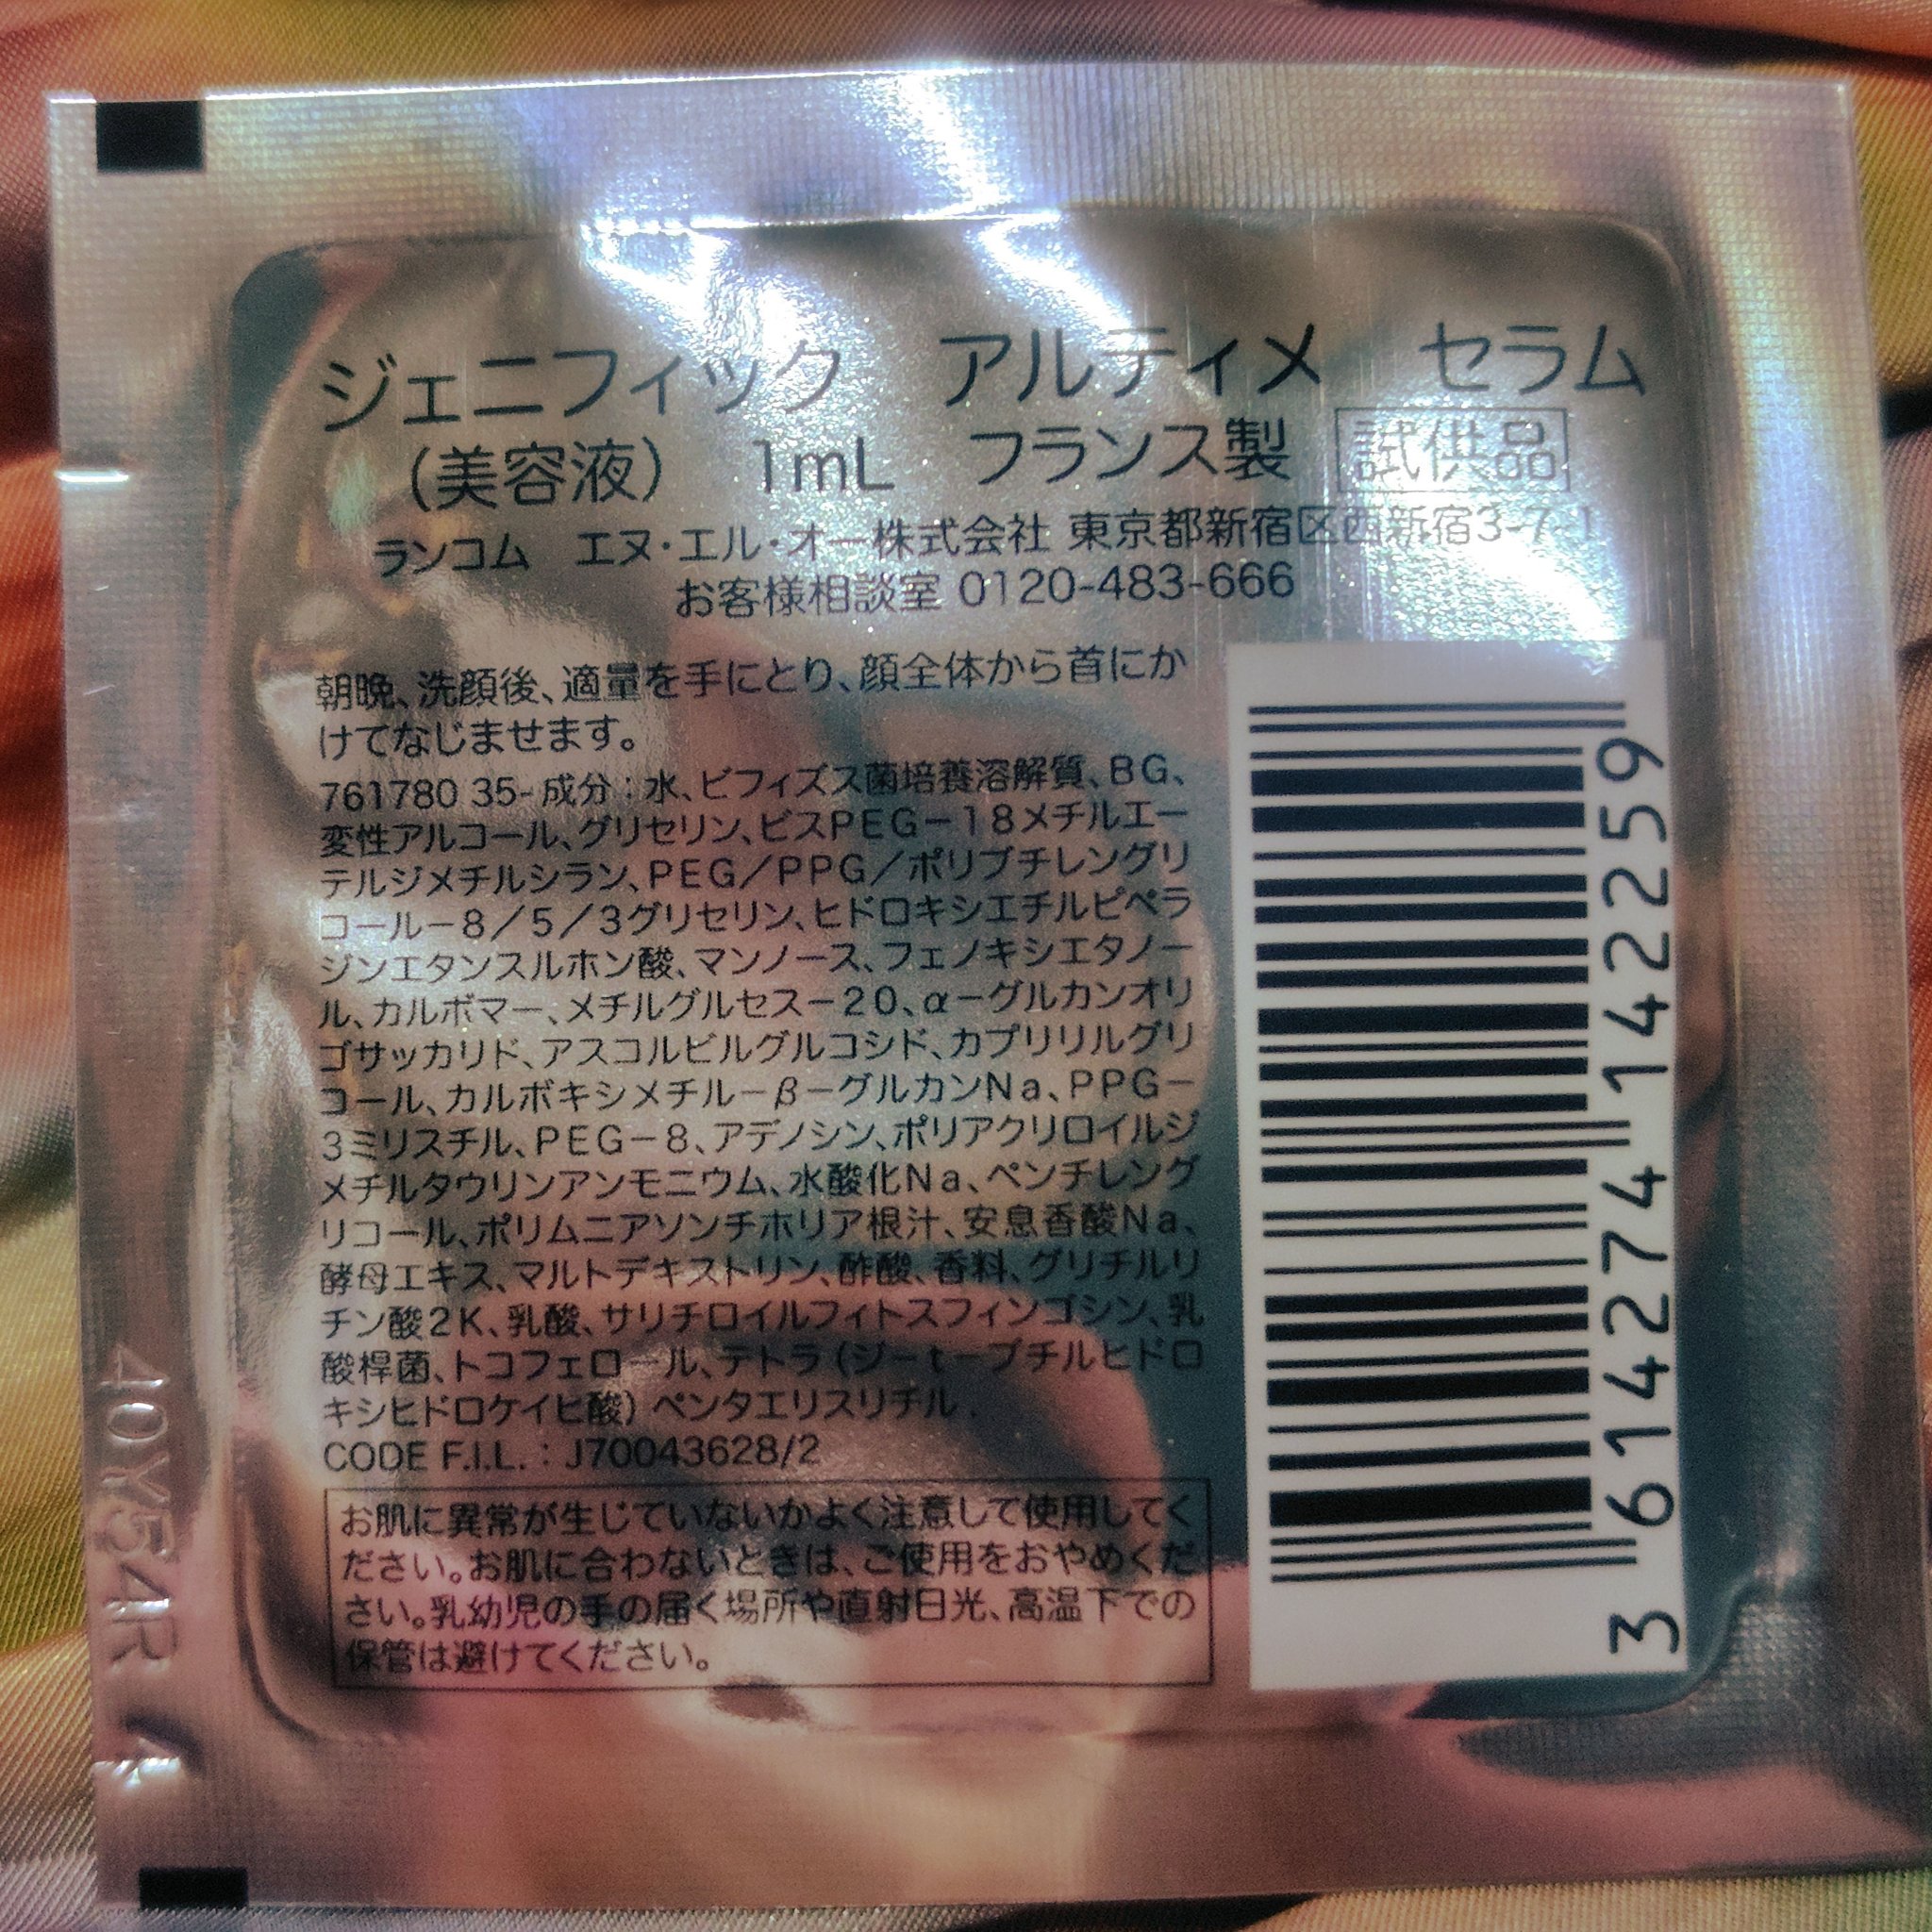 ジェニフィック アルティメ セラム
(美容液) 1mL フランス製 試供品
ランコム エヌ・エル・オー株式会社 東京都新宿区西新宿3-7-1
お客様相談室 0120-483-666
朝晩、洗顔後、適量を手にとり、顔全体から首にか
けてなじませます。
761780 35- 成分：水、ビフィズス菌培養溶解質、BG、
変性アルコール、グリセリン、ビスPEG－18メチルエー
テルジメチルシラン、PEG／PPG／ポリブチレングリ
コール－8／5／3グリセリン、ヒドロキシエチルピペラ
ジンエタンスルホン酸、マンノース、フェノキシエタノー
ル、カルボマー、メチルグルセス－20、α－グルカンオリ
ゴサッカリド、アスコルビルグルコシド、カプリリルグリ
コール、カルボキシメチル－β－グルカンNa、PPG－
3ミリスチル、PEG－8、アデノシン、ポリアクリロイルジ
メチルタウリンアンモニウム、水酸化Na、ペンチレング
リコール、ポリムニアソンチホリア根汁、安息香酸Na、
酵母エキス、マルトデキストリン、酢酸、香料、グリチルリ
チン酸2K、乳酸、サリチロイルフィトスフィンゴシン、乳
酸桿菌、トコフェロール、テトラ(ジ－t－ブチルヒドロ
キシヒドロケイヒ酸)ペンタエリスリチル
CODE F.I.L. : J70043628/2
お肌に異常が生じていないかよく注意して使用してく
ださい。お肌に合わないときは、ご使用をおやめくだ
さい。乳幼児の手の届く場所や直射日光、高温下での
保管は避けてください。
3 614274 142259
40Y54R